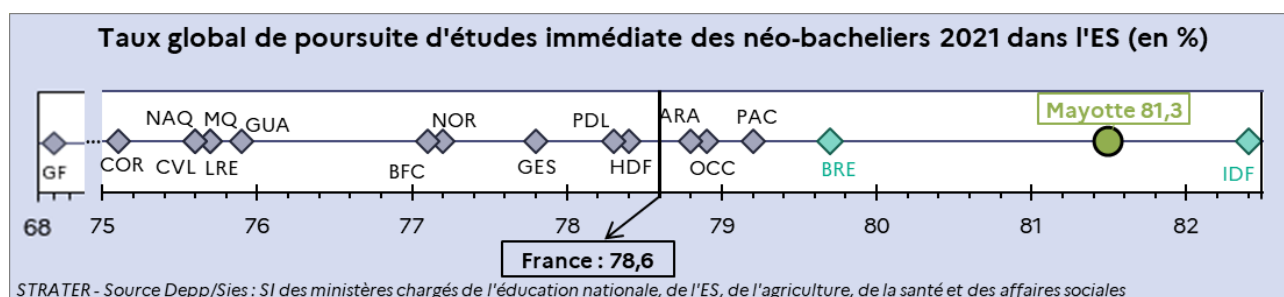 Taux global de poursuite d'études immédiate des néo-bacheliers 2021 dans l'ES (en %)
Mayotte 81,3
NAQ MQ GUA NOR PDL ARA PAC
GF COR CVL LRE BFC GES HDF OCC BRE IDF
68 75 76 77 78 79 80 81 82
France : 78,6
STRATER - Source Depp/Sies : SI des ministères chargés de l'éducation nationale, de l'ES, de l'agriculture, de la santé et des affaires sociales